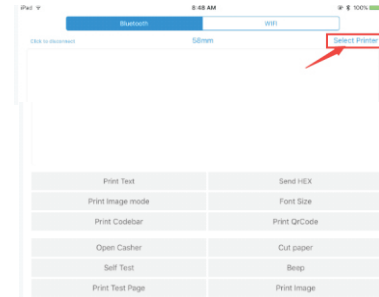 iPad 8:48 AM 100%
Bluetooth WIFI
Click to disconnect 58mm Select Printer
Print Text Send HEX
Print Image mode Font Size
Print Codebar Print QrCode
Open Casher Cut paper
Self Test Beep
Print Test Page Print Image